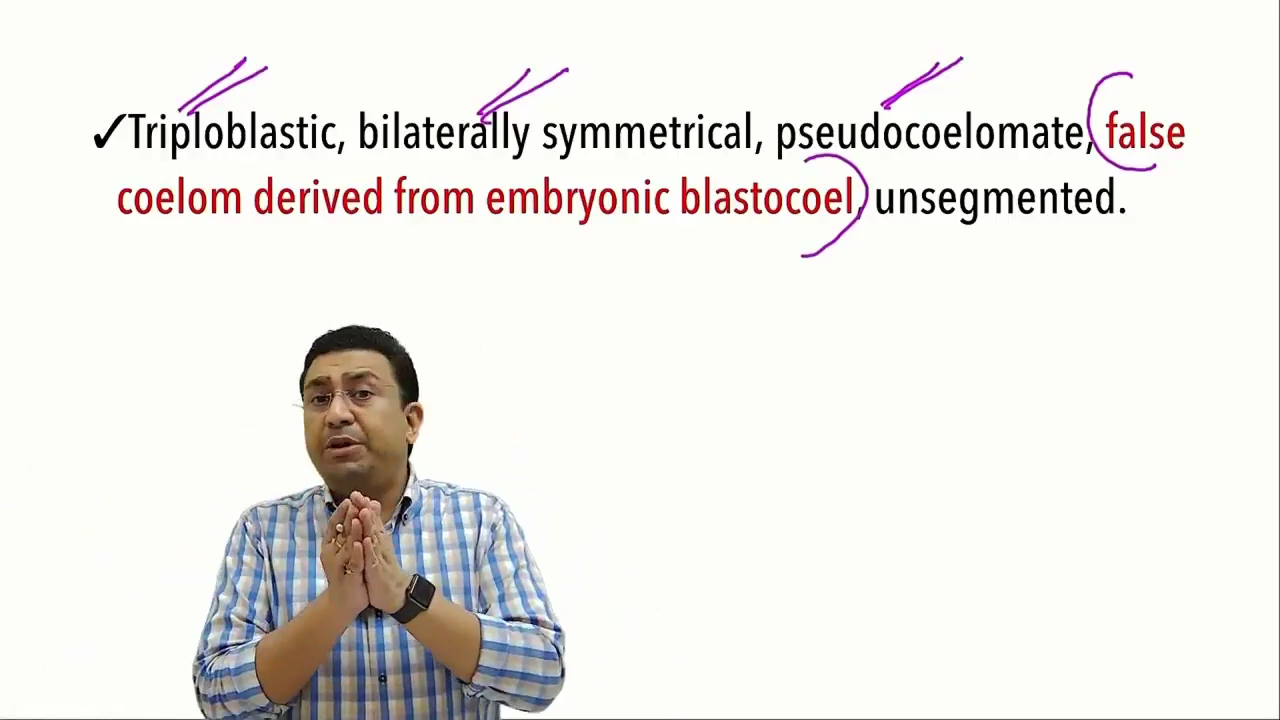 ✓Triploblastic, bilaterally symmetrical, pseudocoelomate, false
coelom derived from embryonic blastocoel, unsegmented.